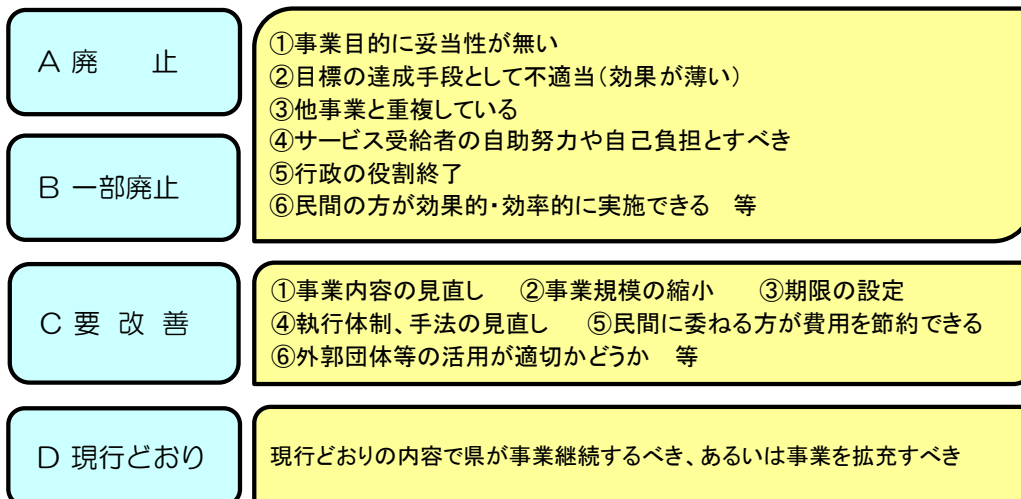 A 廃　止
①事業目的に妥当性が無い
②目標の達成手段として不適当（効果が薄い）
③他事業と重複している
④サービス受給者の自助努力や自己負担とすべき
⑤行政の役割終了
⑥民間の方が効果的・効率的に実施できる　等
B 一部廃止
C 要 改 善
①事業内容の見直し　②事業規模の縮小　③期限の設定
④執行体制、手法の見直し　⑤民間に委ねる方が費用を節約できる
⑥外郭団体等の活用が適切かどうか　等
D 現行どおり
現行どおりの内容で県が事業継続するべき、あるいは事業を拡充すべき